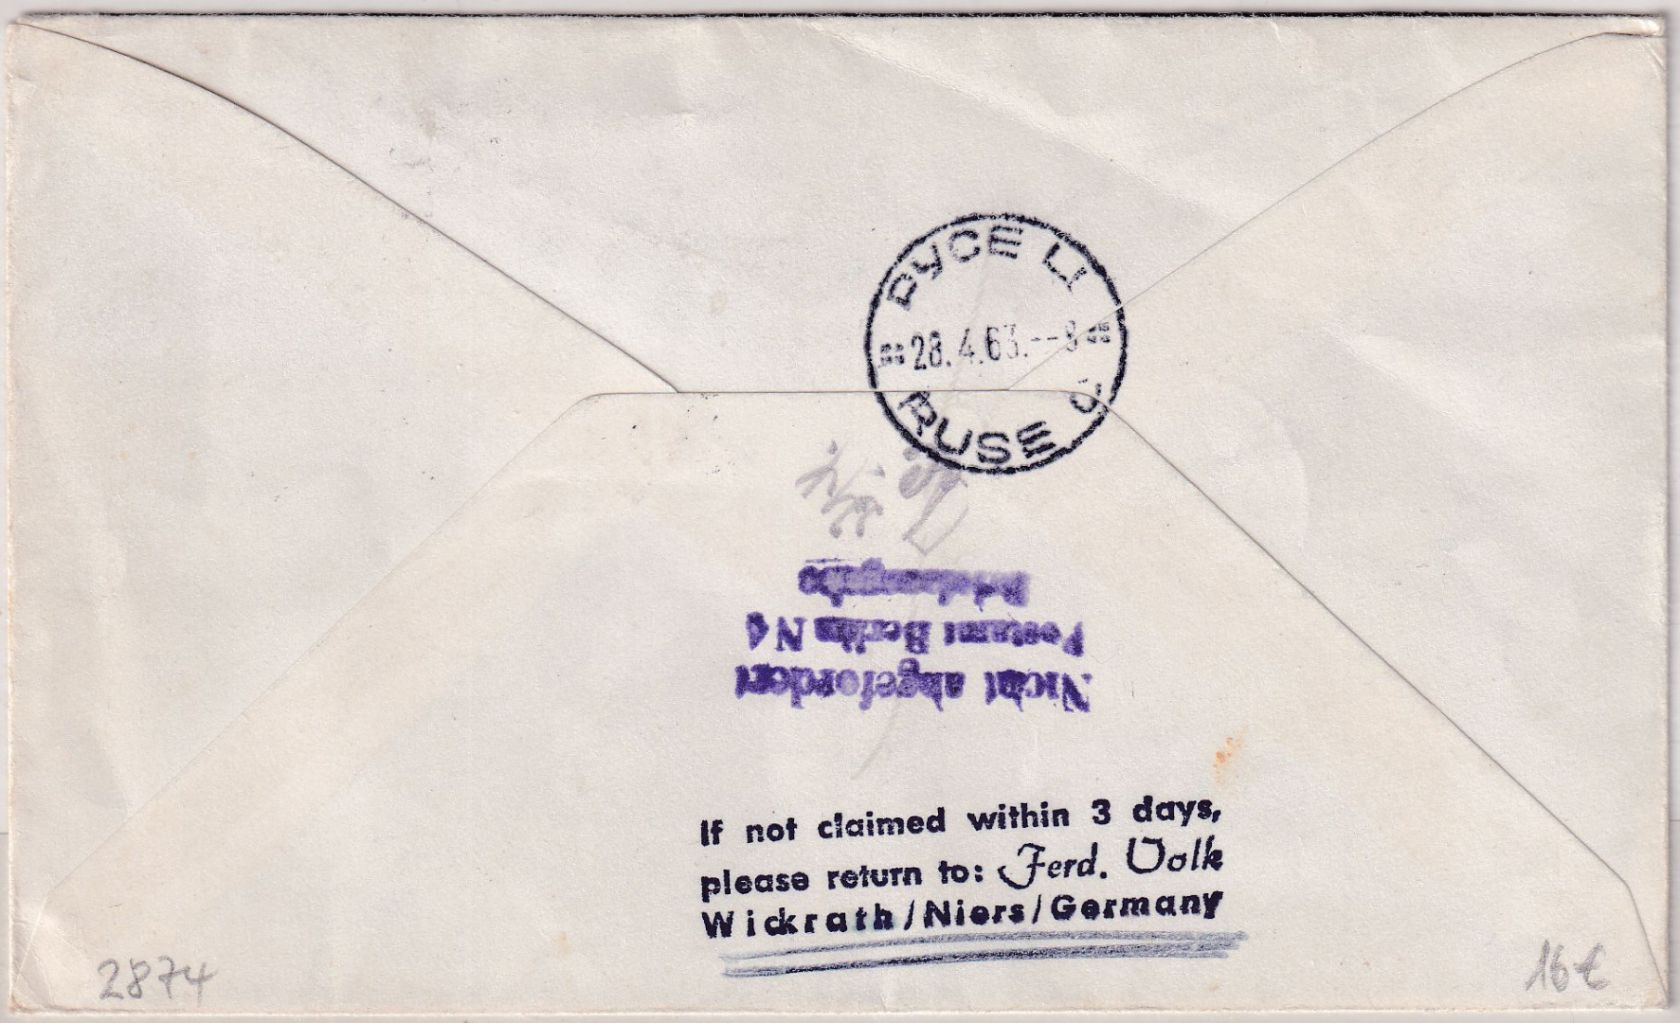 РУСЕ Ц
28.4.63.--8
RUSE
Nicht abgefordert
Postamt Berlin N4
If not claimed within 3 days,
please return to: Ferd. Volk
Wickrath/Niers/Germany
2874
16€